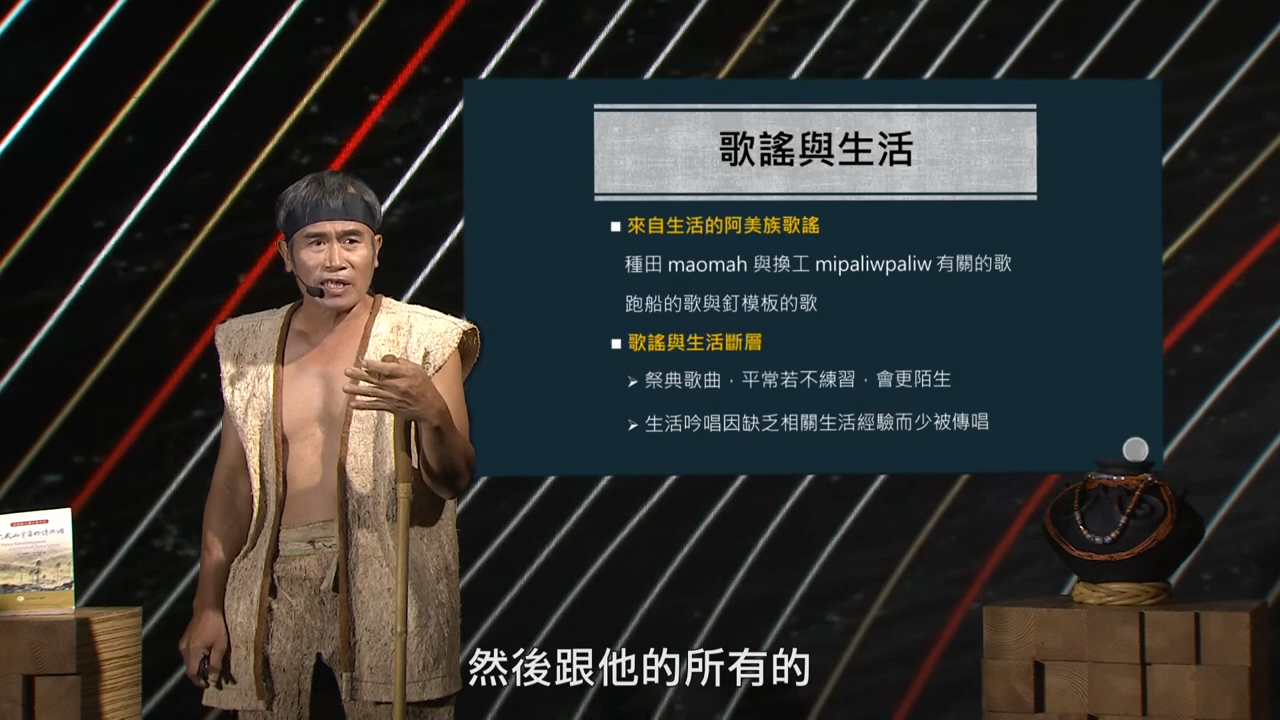 歌謠與生活
■ 來自生活的阿美族歌謠
種田 maomah 與換工 mipaliwpaliw 有關的歌
跑船的歌與釘模板的歌
■ 歌謠與生活斷層
➢ 祭典歌曲，平常若不練習，會更陌生
➢ 生活吟唱因缺乏相關生活經驗而少被傳唱
然後跟他的所有的